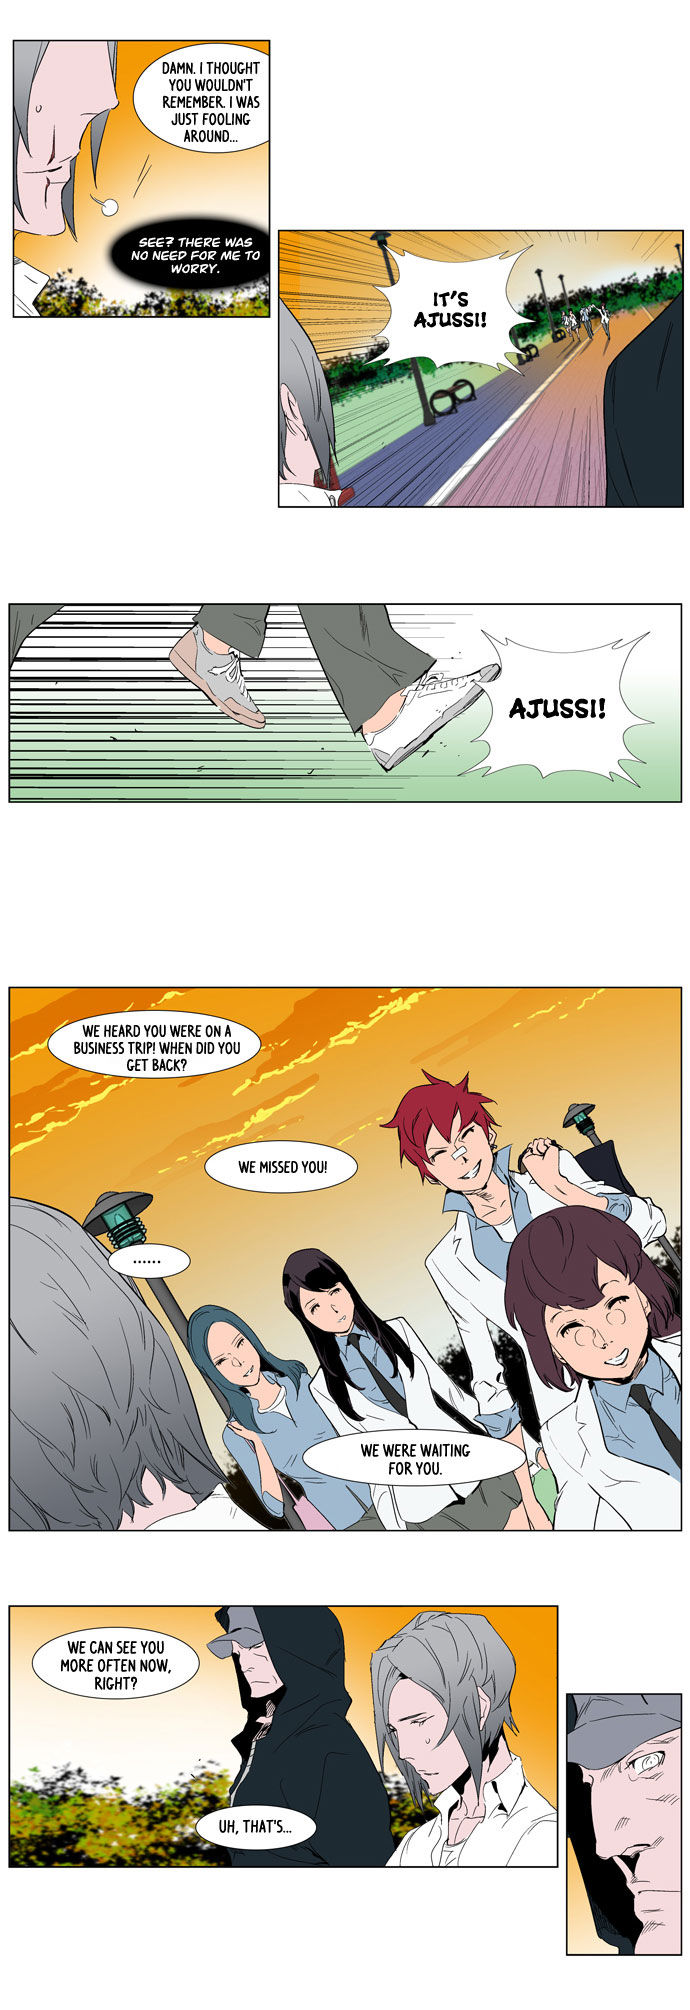 DAMN. I THOUGHT
YOU WOULDN'T
REMEMBER. I WAS
JUST FOOLING
AROUND...
SEE? THERE WAS
NO NEED FOR ME TO
WORRY.
IT'S
AJUSSI!
AJUSSI!
WE HEARD YOU WERE ON A
BUSINESS TRIP! WHEN DID YOU
GET BACK?
WE MISSED YOU!
......
WE WERE WAITING
FOR YOU.
WE CAN SEE YOU
MORE OFTEN NOW,
RIGHT?
UH, THAT'S...